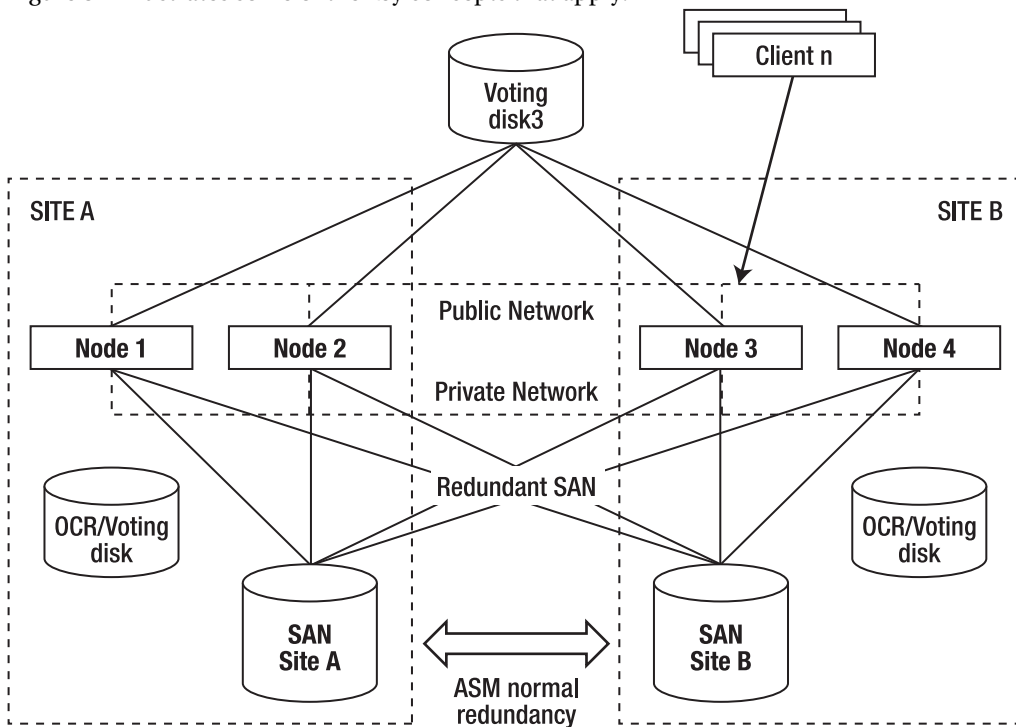 Client n
Voting
disk3
SITE A
SITE B
Public Network
Node 1
Node 2
Node 3
Node 4
Private Network
Redundant SAN
OCR/Voting
disk
OCR/Voting
disk
SAN
Site A
SAN
Site B
ASM normal
redundancy